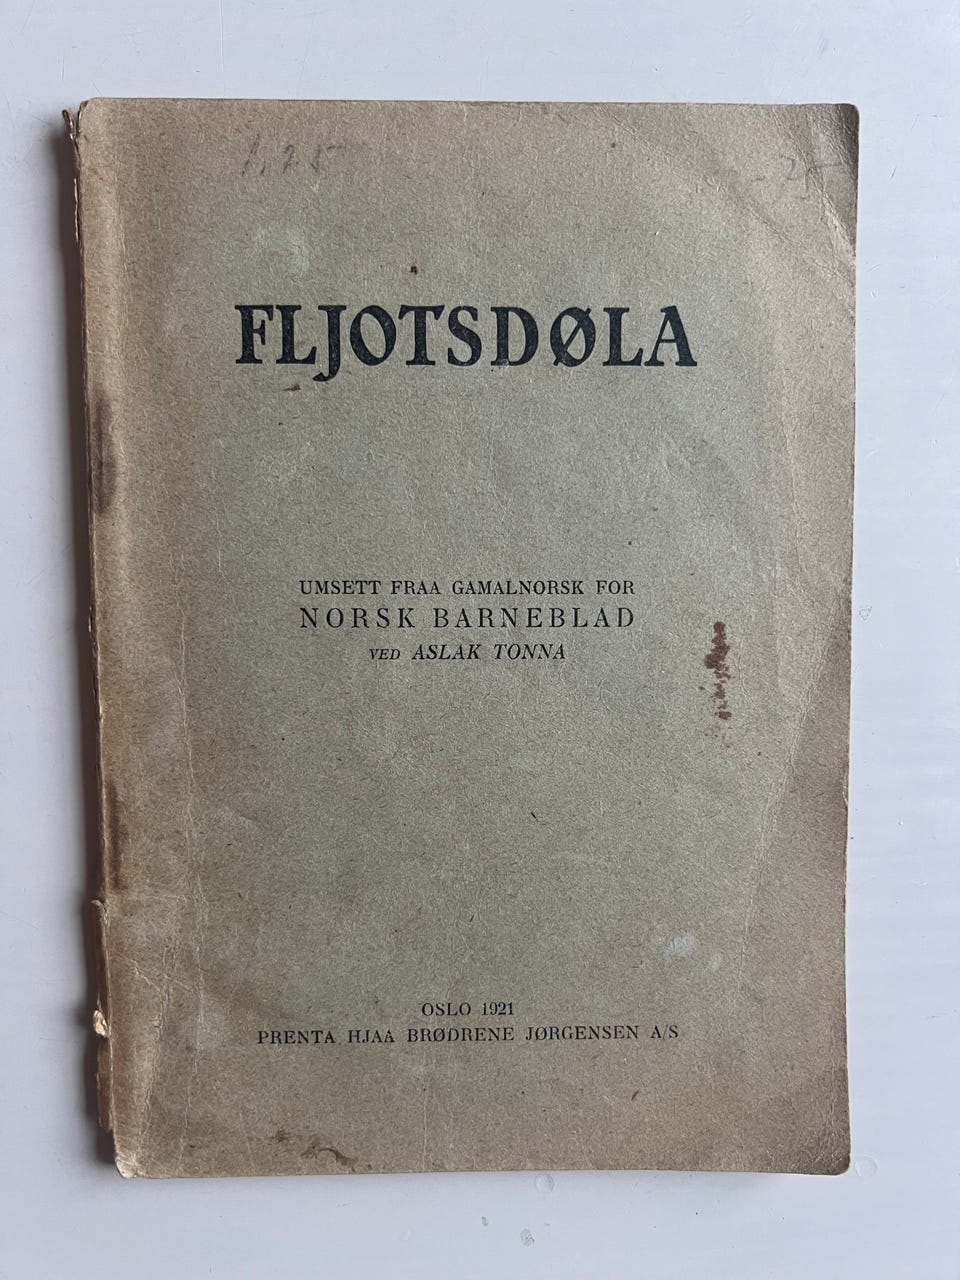 1,25
FLJOTSDØLA
UMSETT FRAA GAMALNORSK FOR
NORSK BARNEBLAD
VED ASLAK TONNA
OSLO 1921
PRENTA HJAA BRØDRENE JØRGENSEN A/S